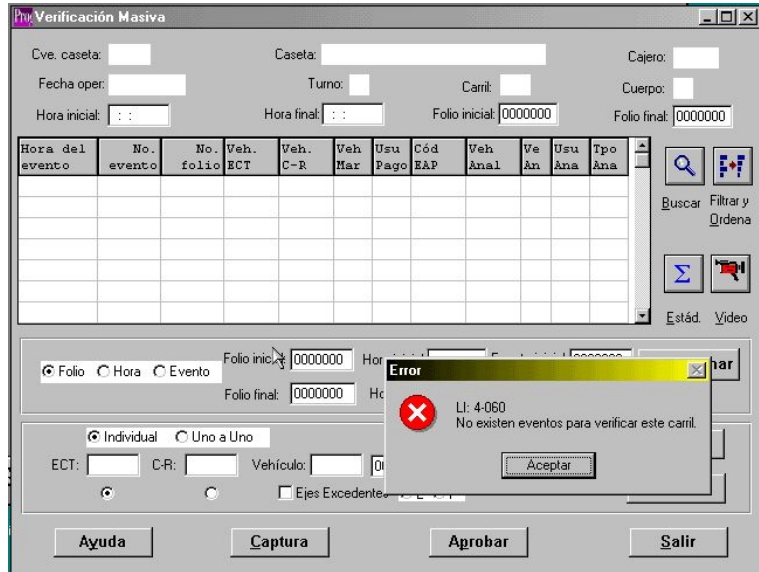 Verificación Masiva
Cve. caseta: Caseta: Cajero:
Fecha oper: Turno: Carril: Cuerpo:
Hora inicial: : : Hora final: : : Folio inicial: 0000000 Folio final: 0000000
Hora del evento No. evento No. folio Veh. ECT Veh. C-R Veh Mar Usu Pago Cód EAP Veh Anal Ve An Usu Ana Tpo Ana
Buscar Filtrar y Ordena
Estád. Video
Folio Hora Evento
Folio inicial: 0000000
Folio final: 0000000
Error
LI: 4-060
No existen eventos para verificar este carril.
Aceptar
Individual Uno a Uno
ECT: C-R: Vehículo:
Ejes Excedentes
Ayuda Captura Aprobar Salir